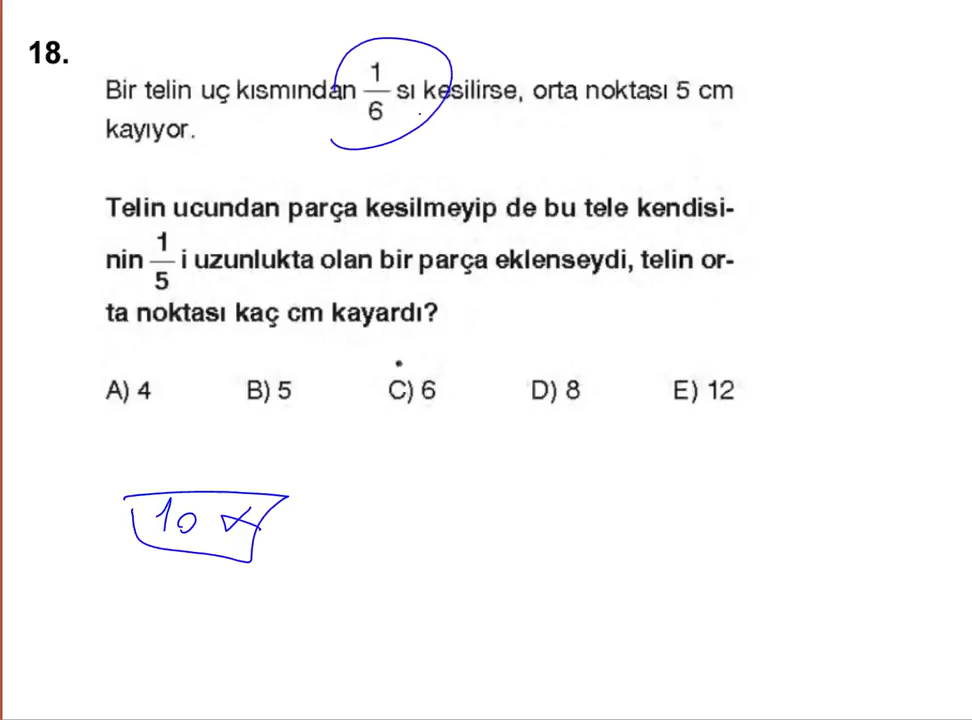 18.
Bir telin uç kısmından 1/6 sı kesilirse, orta noktası 5 cm
kayıyor.
Telin ucundan parça kesilmeyip de bu tele kendisi-
nin 1/5 i uzunlukta olan bir parça eklenseydi, telin or-
ta noktası kaç cm kayardı?
A) 4 B) 5 C) 6 D) 8 E) 12
10 x